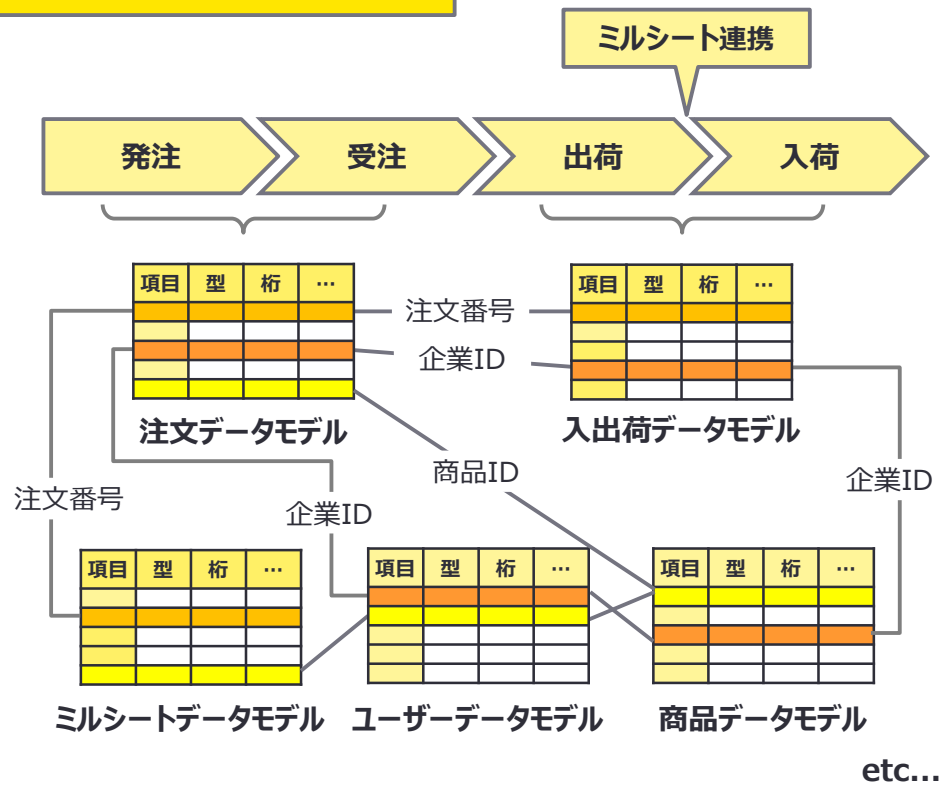 ミルシート連携
発注
受注
出荷
入荷
項目 型 桁 …
項目 型 桁 …
注文番号
企業ID
注文データモデル
入出荷データモデル
商品ID
企業ID
注文番号
企業ID
項目 型 桁 …
項目 型 桁 …
項目 型 桁 …
ミルシートデータモデル
ユーザーデータモデル
商品データモデル
etc...